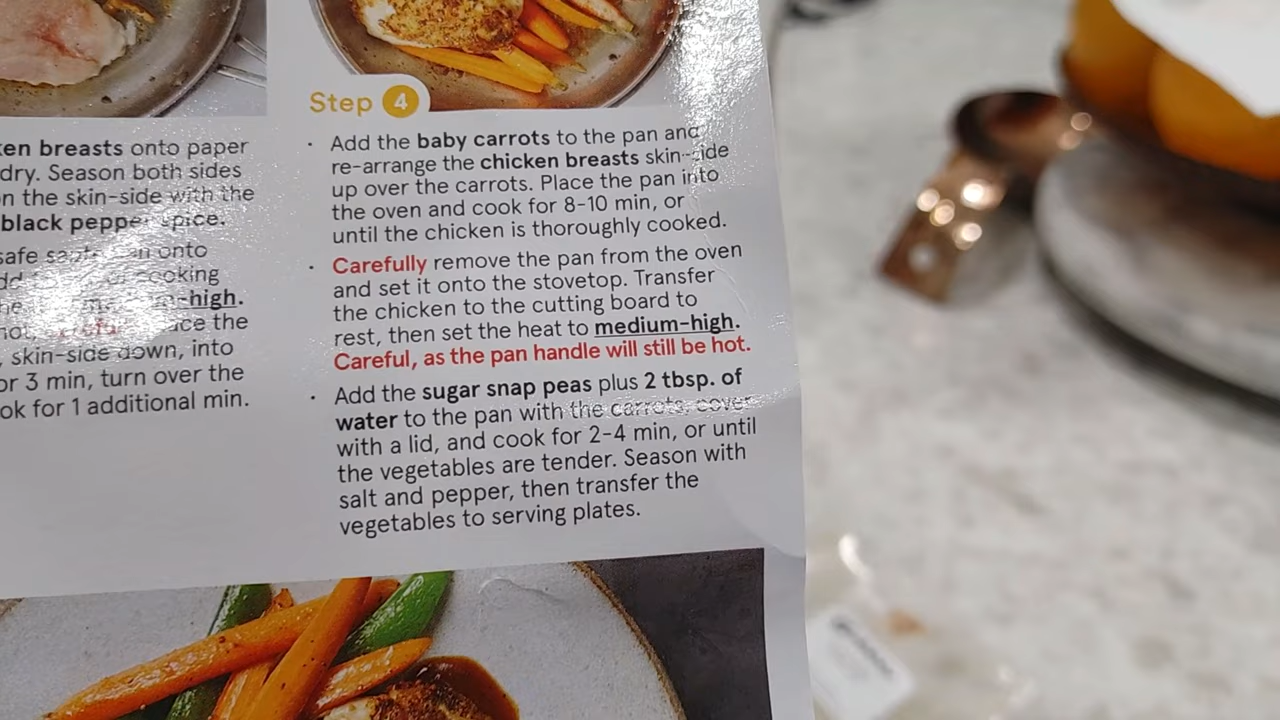 ken breasts onto paper
dry. Season both sides
on the skin-side with the
black pepper spice.
safe
onto
cooking
-high.
the
, skin-side down, into
or 3 min, turn over the
ok for 1 additional min.
Step 4
· Add the baby carrots to the pan and
re-arrange the chicken breasts skin-side
up over the carrots. Place the pan into
the oven and cook for 8-10 min, or
until the chicken is thoroughly cooked.
· Carefully remove the pan from the oven
and set it onto the stovetop. Transfer
the chicken to the cutting board to
rest, then set the heat to medium-high.
Careful, as the pan handle will still be hot.
· Add the sugar snap peas plus 2 tbsp. of
water to the pan with the carrots, cover
with a lid, and cook for 2-4 min, or until
the vegetables are tender. Season with
salt and pepper, then transfer the
vegetables to serving plates.